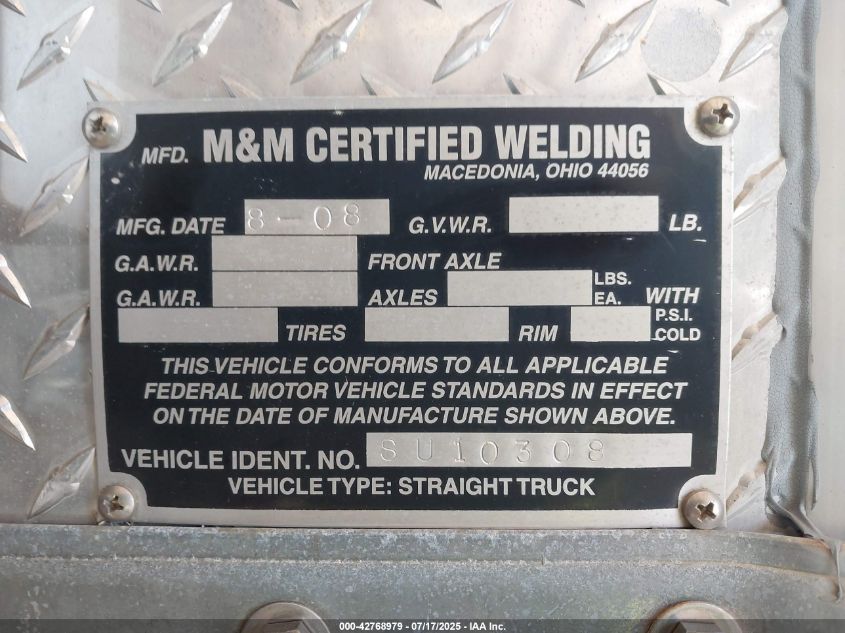 MFD. M&M CERTIFIED WELDING
MACEDONIA, OHIO 44056
MFG. DATE 8-08 G.V.W.R. LB.
G.A.W.R. FRONT AXLE
G.A.W.R. AXLES LBS. EA. WITH
TIRES RIM P.S.I. COLD
THIS VEHICLE CONFORMS TO ALL APPLICABLE
FEDERAL MOTOR VEHICLE STANDARDS IN EFFECT
ON THE DATE OF MANUFACTURE SHOWN ABOVE.
VEHICLE IDENT. NO. SU10308
VEHICLE TYPE: STRAIGHT TRUCK
000-42768979 - 07/17/2025 - IAA Inc.